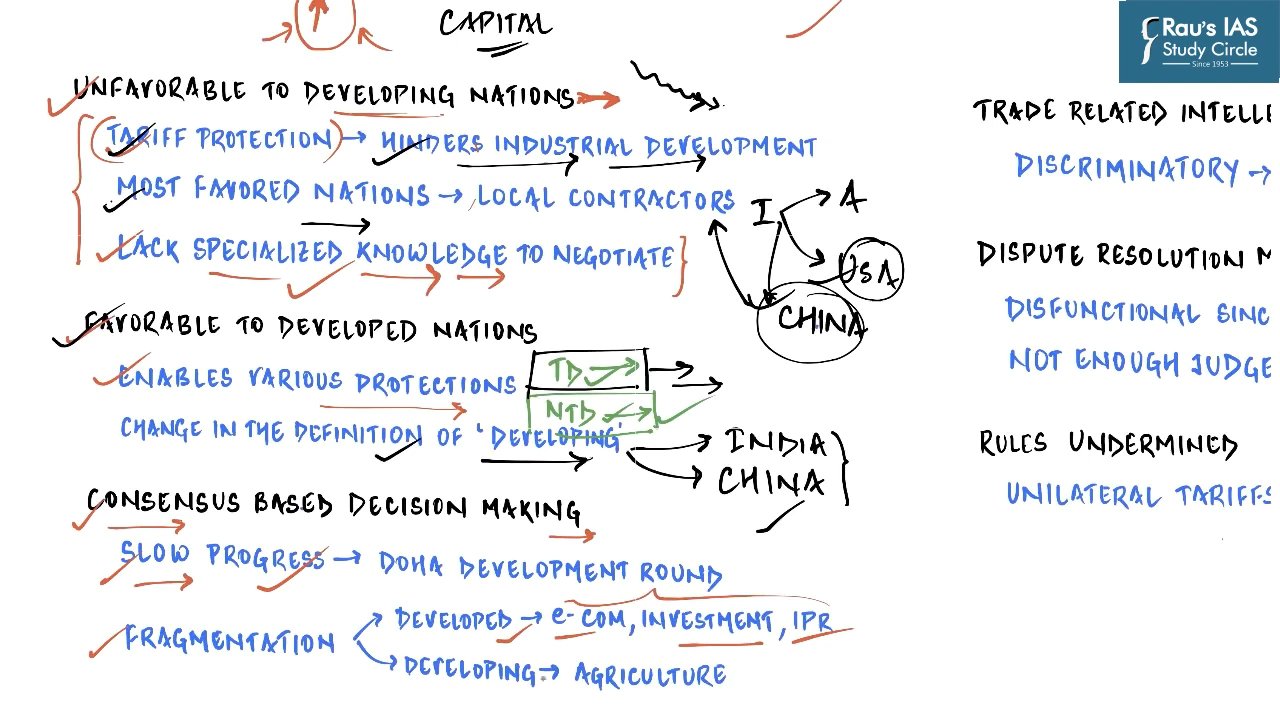 CAPITAL
Rau's IAS
Study Circle
Since 1953
UNFAVORABLE TO DEVELOPING NATIONS
TARIFF PROTECTION → HINDERS INDUSTRIAL DEVELOPMENT
MOST FAVORED NATIONS → LOCAL CONTRACTORS
LACK SPECIALIZED KNOWLEDGE TO NEGOTIATE
I
A
USA
CHINA
FAVORABLE TO DEVELOPED NATIONS
ENABLES VARIOUS PROTECTIONS
TD
NTB
CHANGE IN THE DEFINITION OF 'DEVELOPING'
INDIA
CHINA
CONSENSUS BASED DECISION MAKING
SLOW PROGRESS → DOHA DEVELOPMENT ROUND
FRAGMENTATION
DEVELOPED → e-COM, INVESTMENT, IPR
DEVELOPING → AGRICULTURE
TRADE RELATED INTELLE
DISCRIMINATORY →
DISPUTE RESOLUTION M
DISFUNCTIONAL SINC
NOT ENOUGH JUDGE
RULES UNDERMINED
UNILATERAL TARIFFS